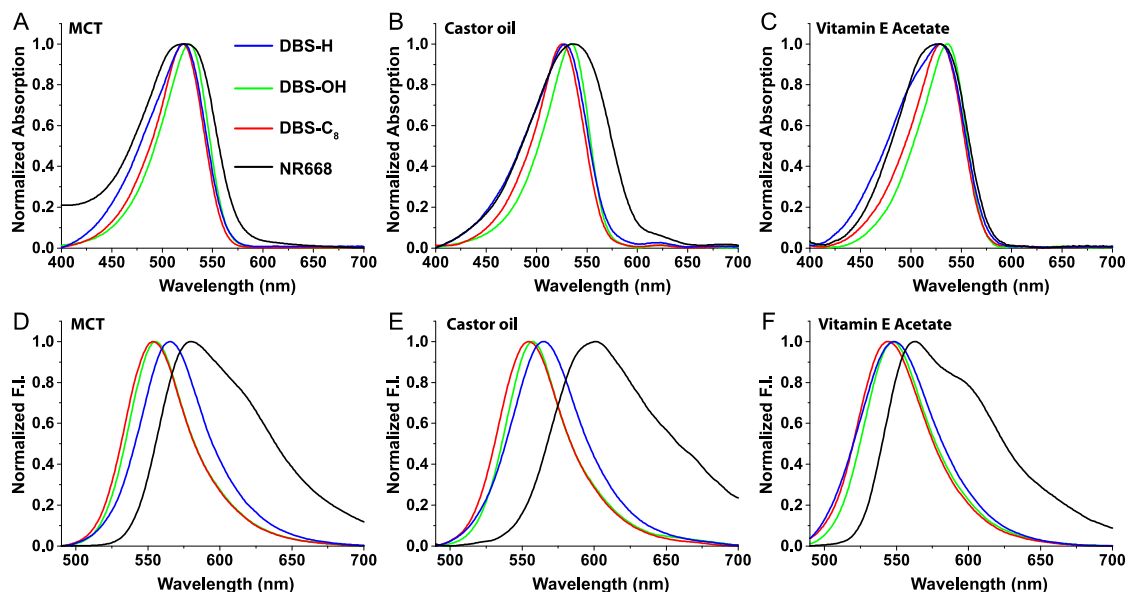 A
MCT
DBS-H
DBS-OH
DBS-C₈
NR668
Normalized Absorption
1.0
0.8
0.6
0.4
0.2
0.0
400 450 500 550 600 650 700
Wavelength (nm)
B
Castor oil
Normalized Absorption
1.0
0.8
0.6
0.4
0.2
0.0
400 450 500 550 600 650 700
Wavelength (nm)
C
Vitamin E Acetate
Normalized Absorption
1.0
0.8
0.6
0.4
0.2
0.0
400 450 500 550 600 650 700
Wavelength (nm)
D
MCT
Normalized F.I.
1.0
0.8
0.6
0.4
0.2
0.0
500 550 600 650 700
Wavelength (nm)
E
Castor oil
Normalized F.I.
1.0
0.8
0.6
0.4
0.2
0.0
500 550 600 650 700
Wavelength (nm)
F
Vitamin E Acetate
Normalized F.I.
1.0
0.8
0.6
0.4
0.2
0.0
500 550 600 650 700
Wavelength (nm)